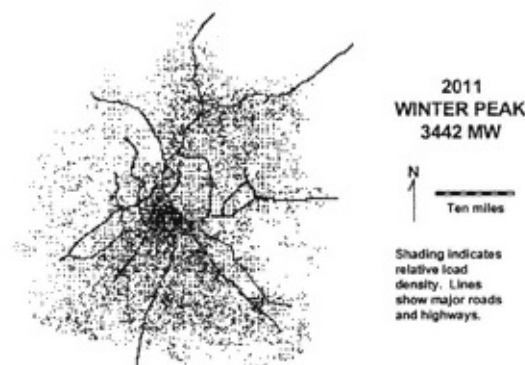 2011
WINTER PEAK
3442 MW
N
Ten miles
Shading indicates
relative load
density. Lines
show major roads
and highways.